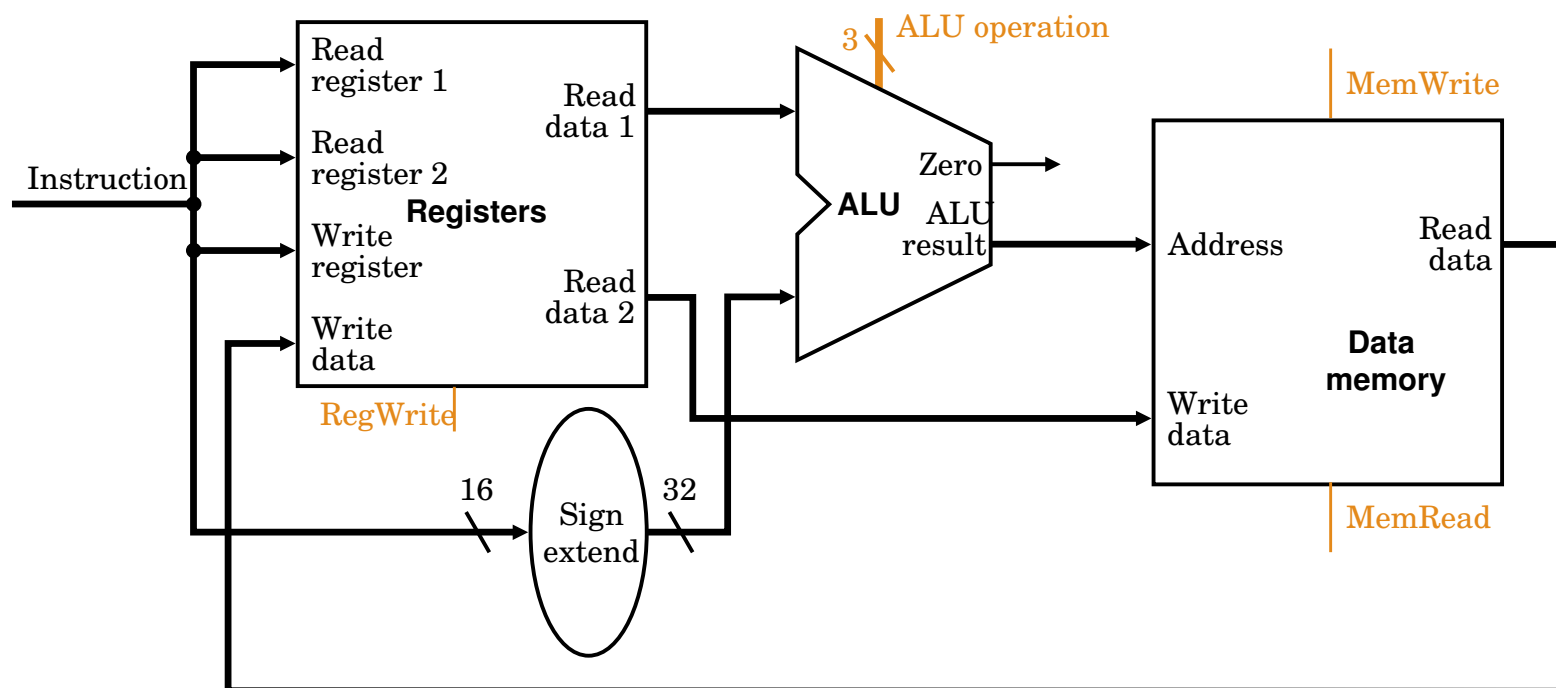 Instruction
Read
register 1
Read
register 2
Write
register
Write
data
Registers
Read
data 1
Read
data 2
RegWrite
16
Sign
extend
32
3
ALU operation
Zero
ALU
ALU
result
MemWrite
Address
Read
data
Data
memory
Write
data
MemRead